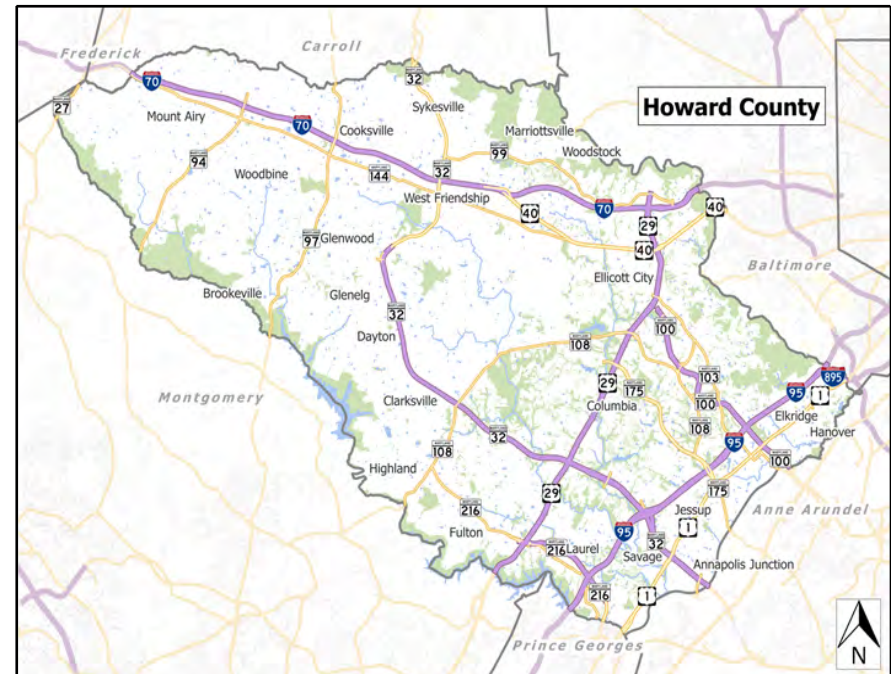 Frederick
Carroll
Howard County
70
32
27
Sykesville
Mount Airy
70
Cooksville
Marriottsville
94
99
Woodstock
Woodbine
144
32
West Friendship
40
70
40
29
97
Glenwood
40
Ellicott City
Baltimore
Brookeville
Glenelg
32
Dayton
108
100
Montgomery
29
175
103
95
895
1
Clarksville
Columbia
100
Elkridge
108
Hanover
32
108
95
100
Highland
29
175
216
Jessup
Anne Arundel
Fulton
95
1
216
Laurel
Savage
32
Annapolis Junction
216
1
Prince Georges
N